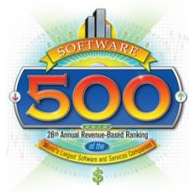 SOFTWARE
500
28th Annual Revenue-Based Ranking
of the
World's Largest Software and Services Companies
$